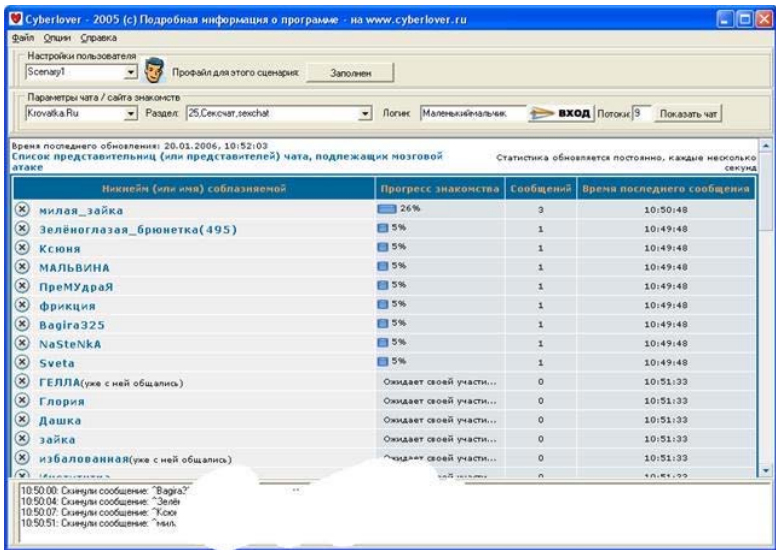 Cyberlover - 2005 (c) Подробная информация о программе - на www.cyberlover.ru
Файл Опции Справка
Настройки пользователя
Scenary1 Профайл для этого сценария: Заполнен
Параметры чата / сайта знакомств
Krovatka.Ru Раздел: 25,Сексчат,sexchat Логин: Маленькиймальчик ВХОД Потоки: 9 Показать чат
Время последнего обновления: 20.01.2006, 10:52:03
Список представительниц (или представителей) чата, подлежащих мозговой
атаке
Статистика обновляется постоянно, каждые несколько
секунд
Никнейм (или имя) соблазняемой Прогресс знакомства Сообщений Время последнего сообщения
милая_зайка 26% 3 10:50:48
Зелёноглазая_брюнетка(495) 5% 1 10:49:48
Ксюня 5% 1 10:49:48
МАЛЬВИНА 5% 1 10:49:48
ПреМУдраЯ 5% 1 10:49:48
фрикция 5% 1 10:49:48
Bagira325 5% 1 10:49:48
NaSteNkA 5% 1 10:49:48
Sveta 5% 1 10:49:48
ГЕЛЛА(уже с ней общались) Ожидает своей участи... 0 10:51:33
Глория Ожидает своей участи... 0 10:51:33
Дашка Ожидает своей участи... 0 10:51:33
зайка Ожидает своей участи... 0 10:51:33
избалованная(уже с ней общались) Ожидает своей участи... 0 10:51:33
10:50:00: Скинули сообщение: ^Bagira3
10:50:04: Скинули сообщение: ^Зелён
10:50:07: Скинули сообщение: ^Ксюн
10:50:51: Скинули сообщение: ^мил